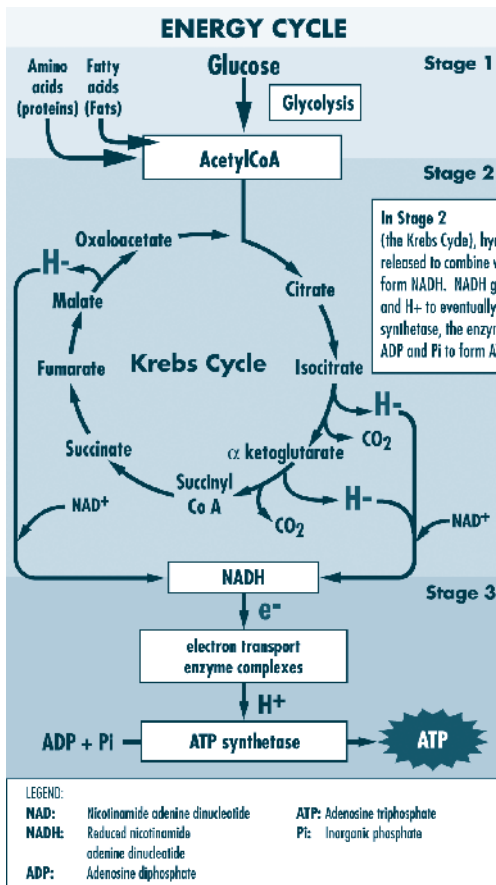 ENERGY CYCLE
Stage 1
Amino
acids
(proteins)
Fatty
acids
(Fats)
Glucose
Glycolysis
AcetylCoA
Stage 2
In Stage 2
(the Krebs Cycle),
released to combine
form NADH. NADH
and H+ to eventually
synthetase, the
ADP and Pi to form
Oxaloacetate
H-
Malate
Citrate
Fumarate
Krebs Cycle
Isocitrate
H-
CO2
Succinate
α ketoglutarate
Succinyl
Co A
H-
CO2
NAD+
NAD+
NADH
Stage 3
e-
electron transport
enzyme complexes
H+
ADP + Pi
ATP synthetase
ATP
LEGEND:
NAD: Nicotinamide adenine dinucleotide
NADH: Reduced nicotinamide
adenine dinucleotide
ADP: Adenosine diphosphate
ATP: Adenosine triphosphate
Pi: Inorganic phosphate